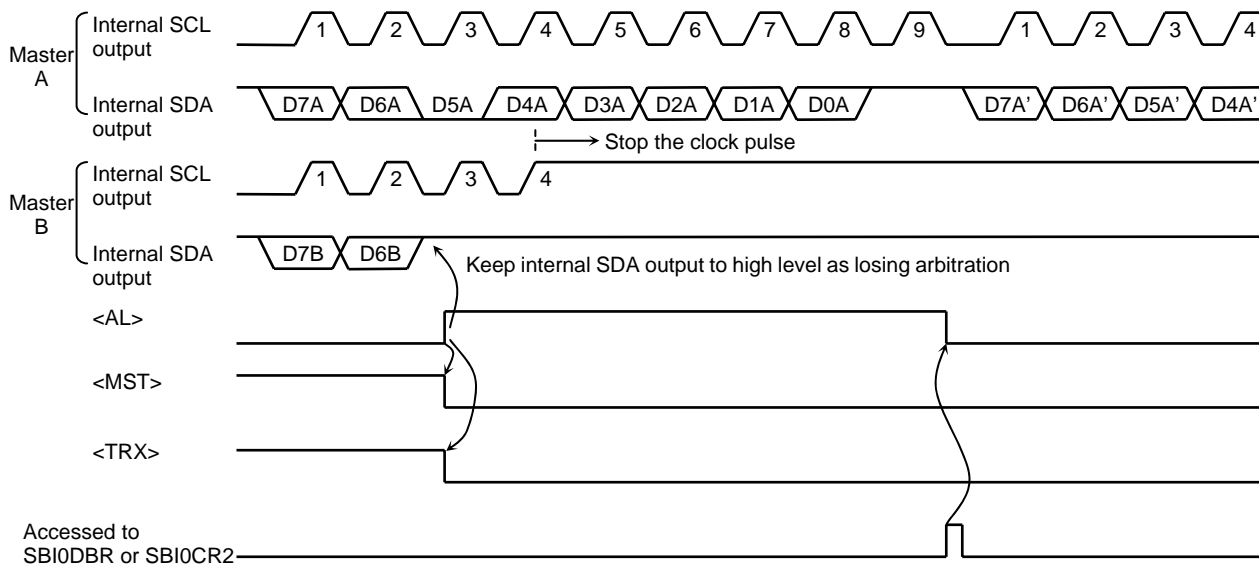 Master
A
Internal SCL
output
1 2 3 4 5 6 7 8 9 1 2 3 4
Internal SDA
output
D7A D6A D5A D4A D3A D2A D1A D0A D7A' D6A' D5A' D4A'
Stop the clock pulse
Master
B
Internal SCL
output
1 2 3 4
Internal SDA
output
D7B D6B
Keep internal SDA output to high level as losing arbitration
<AL>
<MST>
<TRX>
Accessed to
SBI0DBR or SBI0CR2